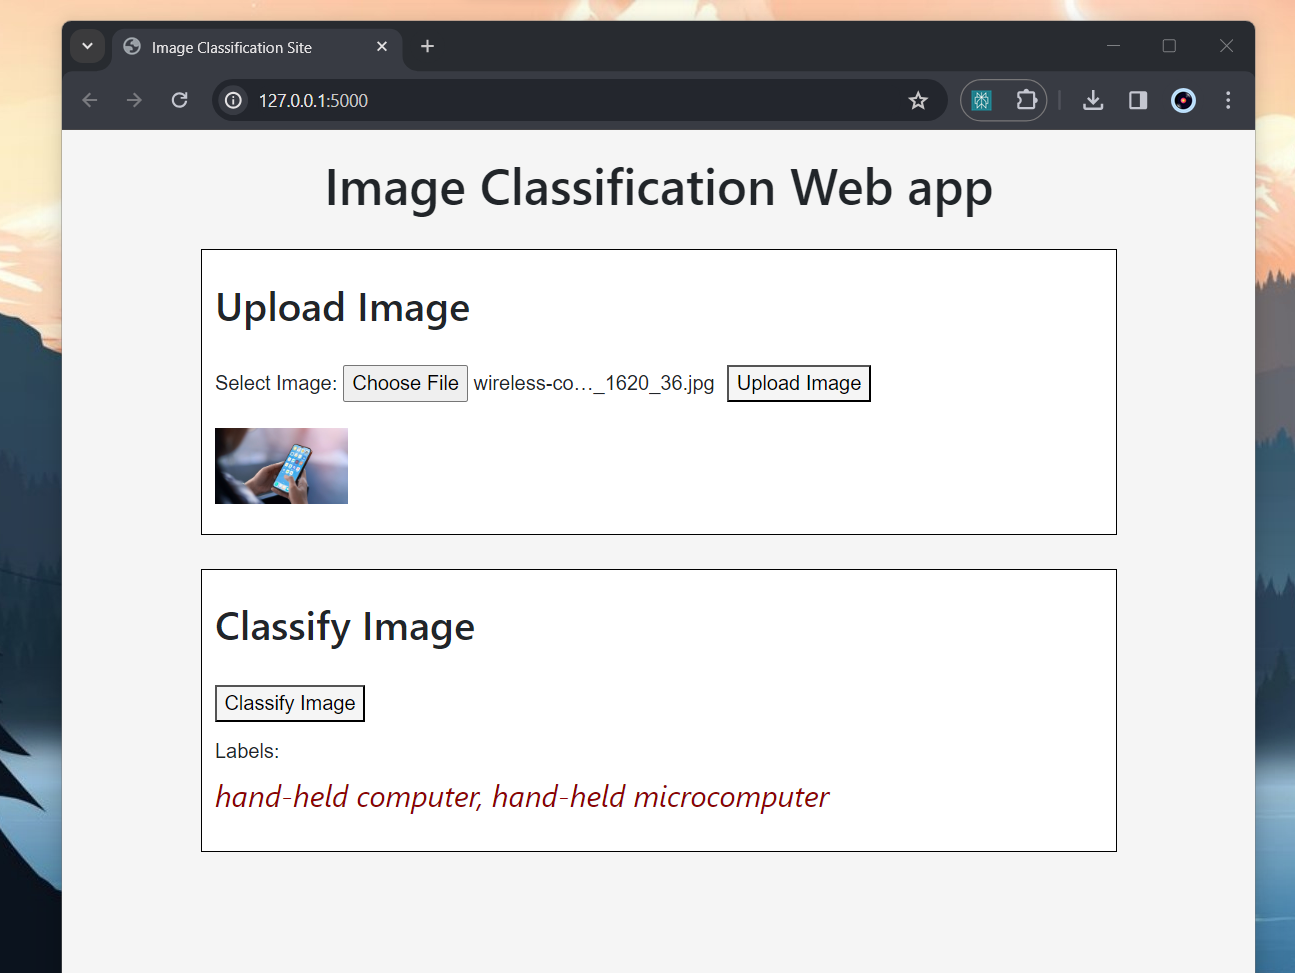 Image Classification Site
127.0.0.1:5000
Image Classification Web app
Upload Image
Select Image: Choose File wireless-co..._1620_36.jpg Upload Image
Classify Image
Classify Image
Labels:
hand-held computer, hand-held microcomputer